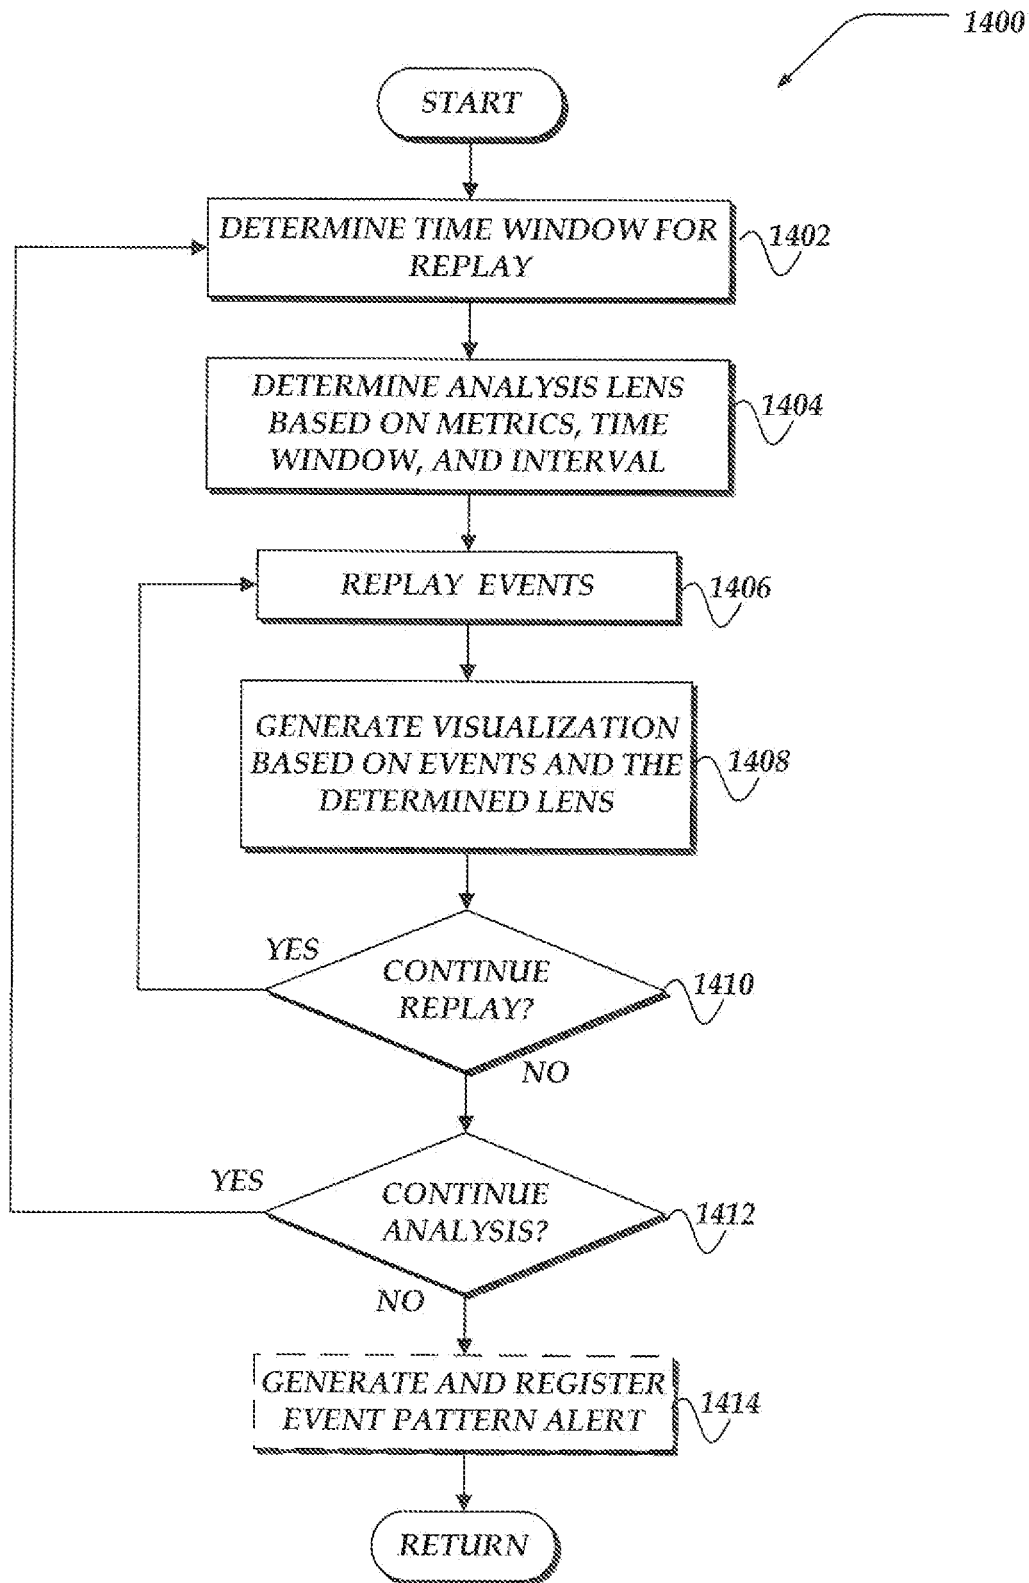 1400
START
DETERMINE TIME WINDOW FOR
REPLAY
1402
DETERMINE ANALYSIS LENS
BASED ON METRICS, TIME
WINDOW, AND INTERVAL
1404
REPLAY EVENTS
1406
GENERATE VISUALIZATION
BASED ON EVENTS AND THE
DETERMINED LENS
1408
YES
CONTINUE
REPLAY?
1410
NO
YES
CONTINUE
ANALYSIS?
1412
NO
GENERATE AND REGISTER
EVENT PATTERN ALERT
1414
RETURN